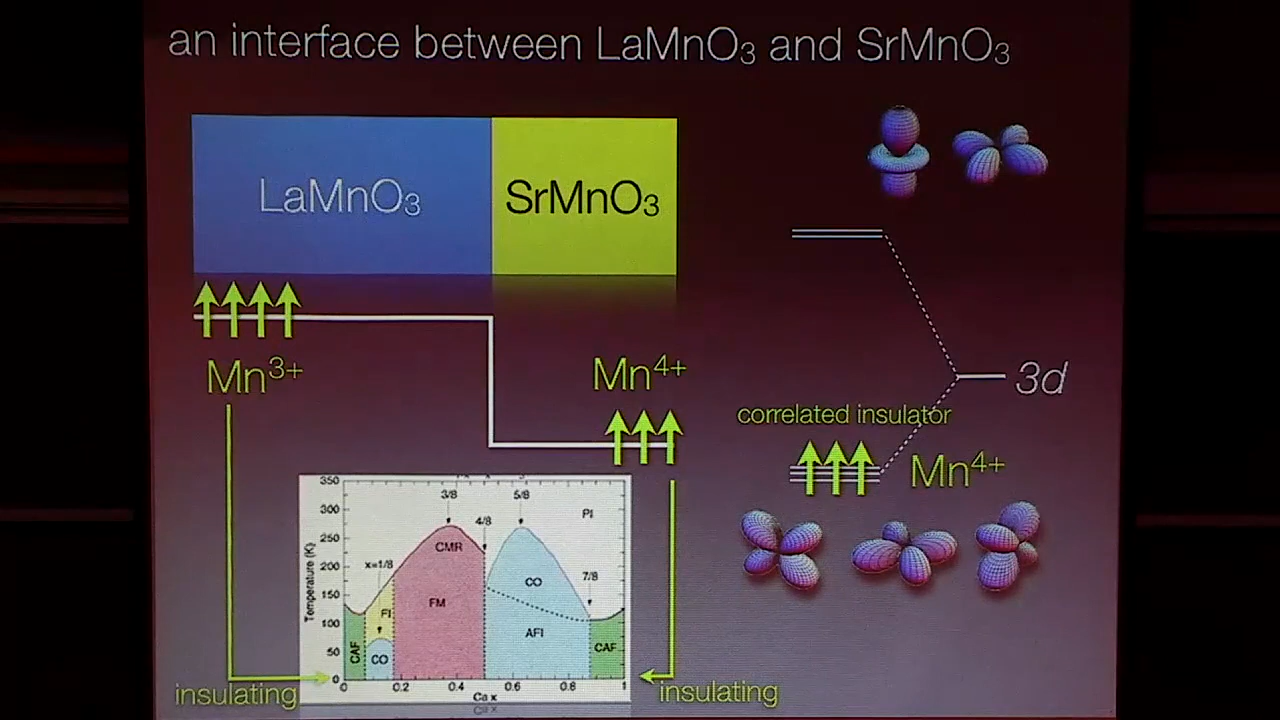 an interface between LaMnO₃ and SrMnO₃
LaMnO₃
SrMnO₃
Mn³⁺
Mn⁴⁺
3d
correlated insulator
Mn⁴⁺
insulating
insulating
Temperature (K)
350
300
250
200
150
100
50
0
3/8
5/8
4/8
PI
CMR
x=1/8
CO
7/8
FM
FI
AFI
CAF
CO
CAF
0
0.2
0.4
0.6
0.8
1
Ca x